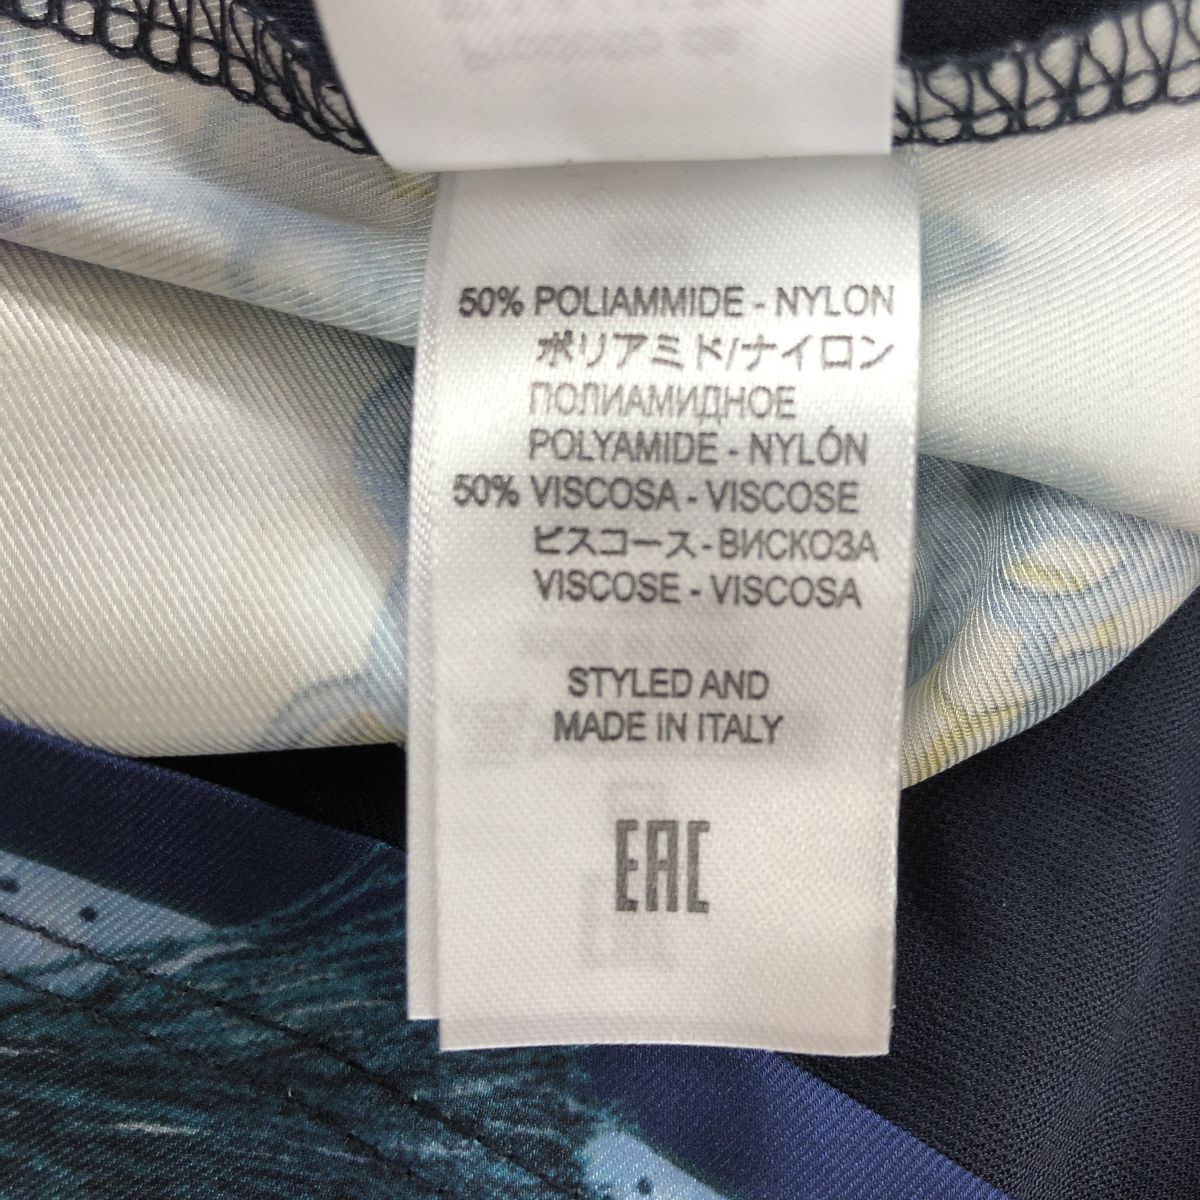 50% POLIAMMIDE - NYLON
ポリアミド/ナイロン
ПОЛИАМИДНОЕ
POLYAMIDE - NYLÓN
50% VISCOSA - VISCOSE
ビスコース - ВИСКОЗА
VISCOSE - VISCOSA
STYLED AND
MADE IN ITALY
EAC